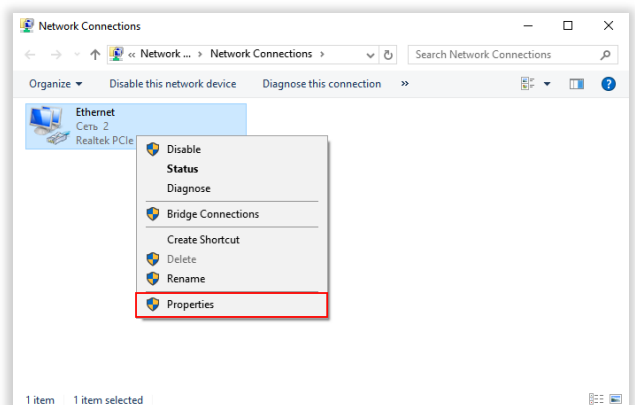 Network Connections
« Network ... › Network Connections ›
Search Network Connections
Organize Disable this network device Diagnose this connection »
Ethernet
Сеть 2
Realtek PCIe
Disable
Status
Diagnose
Bridge Connections
Create Shortcut
Delete
Rename
Properties
1 item 1 item selected